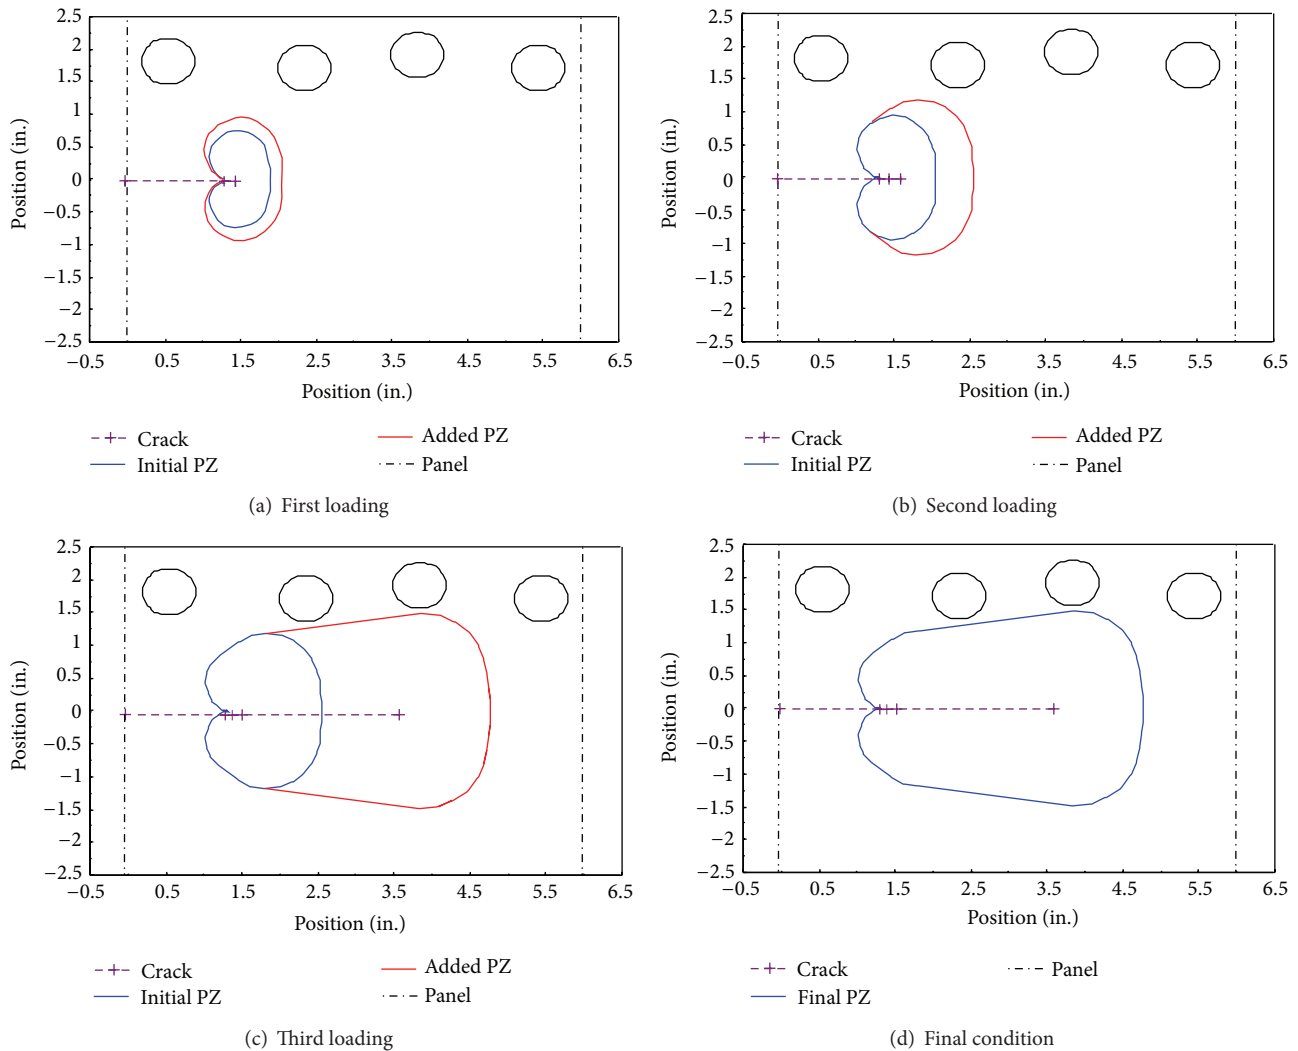 2.5
2
1.5
1
0.5
0
−0.5
−1
−1.5
−2
−2.5
Position (in.)
−0.5 0.5 1.5 2.5 3.5 4.5 5.5 6.5
Position (in.)
Crack
Added PZ
Initial PZ
Panel
(a) First loading
2.5
2
1.5
1
0.5
0
−0.5
−1
−1.5
−2
−2.5
Position (in.)
−0.5 0.5 1.5 2.5 3.5 4.5 5.5 6.5
Position (in.)
Crack
Added PZ
Initial PZ
Panel
(b) Second loading
2.5
2
1.5
1
0.5
0
−0.5
−1
−1.5
−2
−2.5
Position (in.)
−0.5 0.5 1.5 2.5 3.5 4.5 5.5 6.5
Position (in.)
Crack
Added PZ
Initial PZ
Panel
(c) Third loading
2.5
2
1.5
1
0.5
0
−0.5
−1
−1.5
−2
−2.5
Position (in.)
−0.5 0.5 1.5 2.5 3.5 4.5 5.5 6.5
Position (in.)
Crack
Panel
Final PZ
(d) Final condition